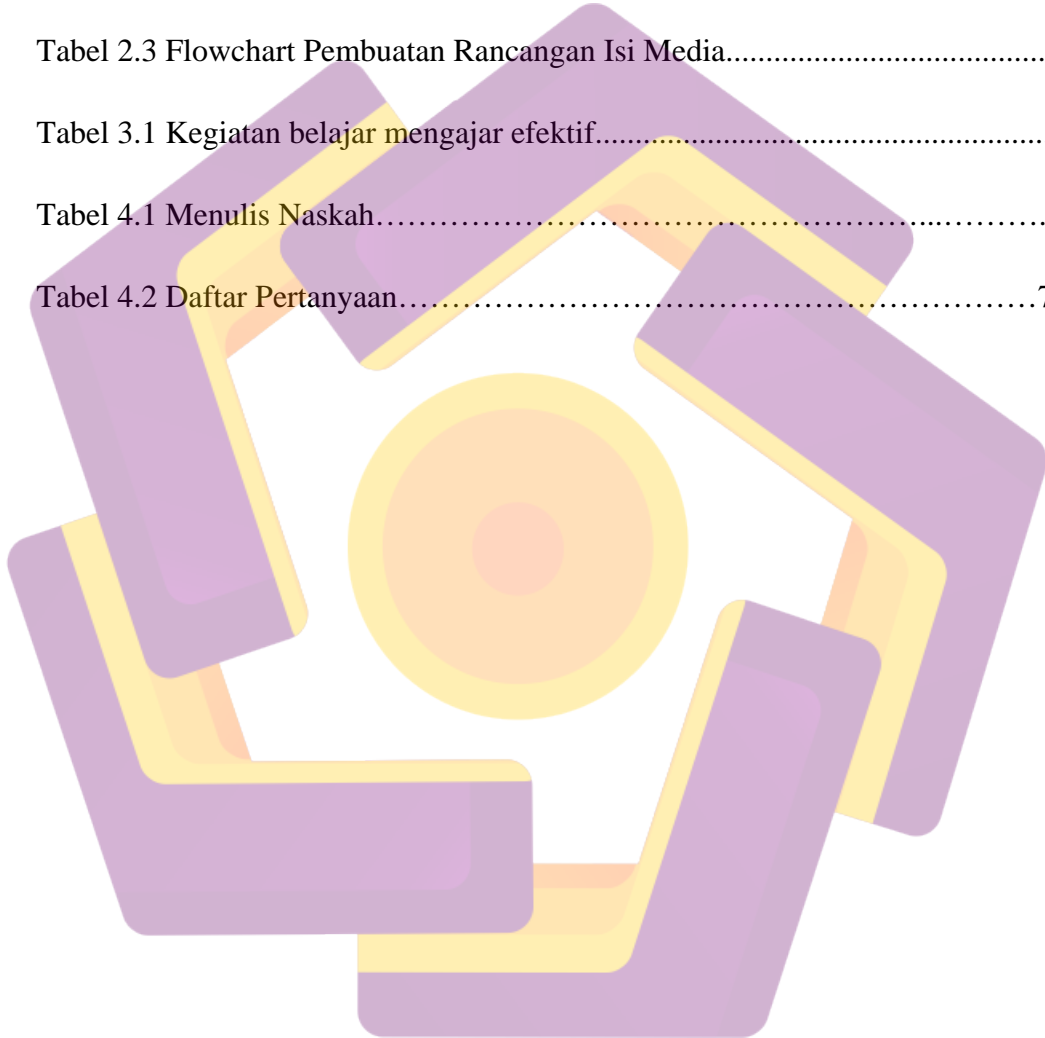 Tabel 2.3 Flowchart Pembuatan Rancangan Isi Media........................................
Tabel 3.1 Kegiatan belajar mengajar efektif.........................................................
Tabel 4.1 Menulis Naskah……………………………………………..………….
Tabel 4.2 Daftar Pertanyaan…………………………………………………………7